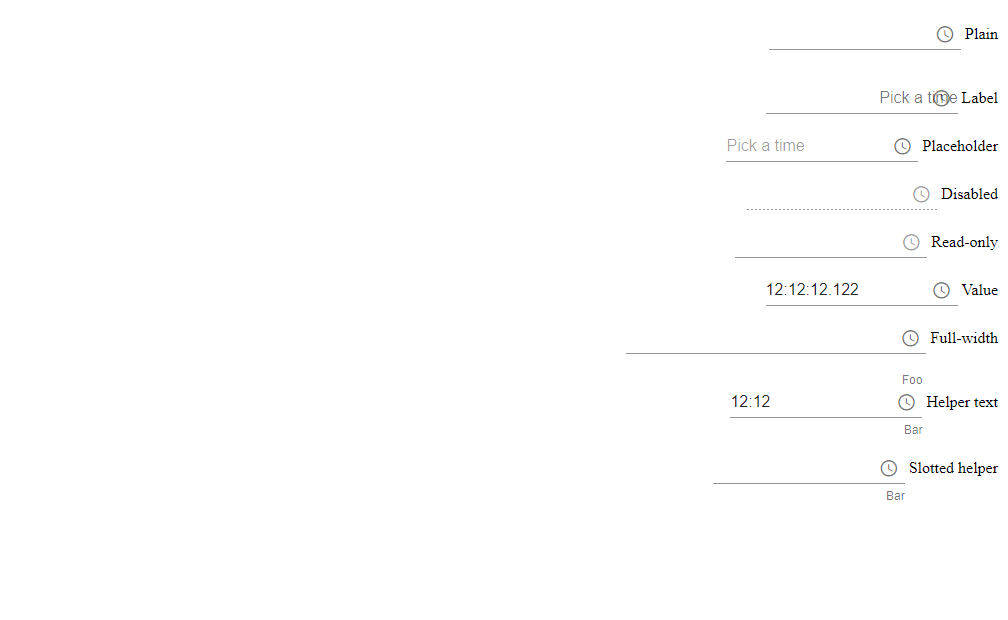 Plain
Pick a time Label
Pick a time Placeholder
Disabled
Read-only
12:12:12.122 Value
Full-width
Foo
12:12 Helper text
Bar
Slotted helper
Bar